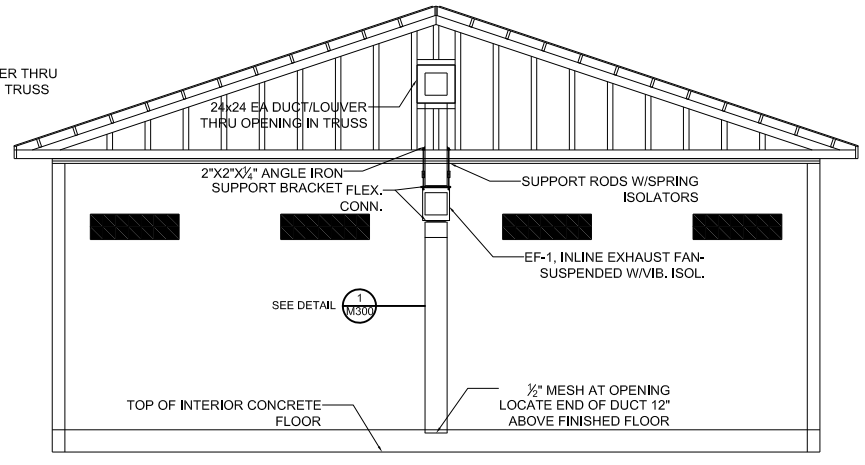 ER THRU
TRUSS
24x24 EA DUCT/LOUVER
THRU OPENING IN TRUSS
2"X2"X¼" ANGLE IRON
SUPPORT BRACKET
FLEX.
CONN.
SUPPORT RODS W/SPRING
ISOLATORS
EF-1, INLINE EXHAUST FAN-
SUSPENDED W/VIB. ISOL.
SEE DETAIL
1
M300
½" MESH AT OPENING
LOCATE END OF DUCT 12"
ABOVE FINISHED FLOOR
TOP OF INTERIOR CONCRETE
FLOOR